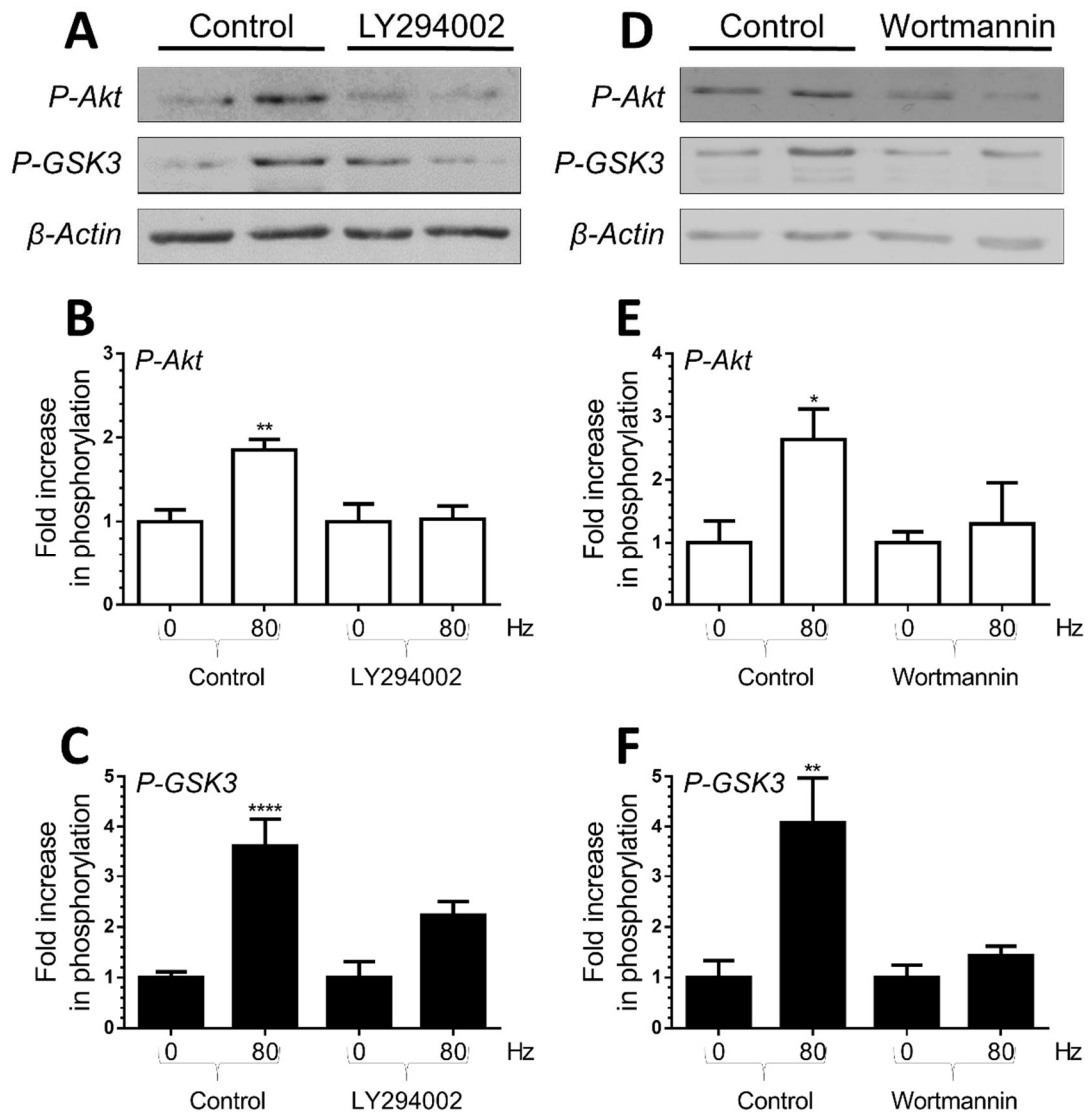 A Control LY294002
P-Akt
P-GSK3
β-Actin
D Control Wortmannin
P-Akt
P-GSK3
β-Actin
B
P-Akt
Fold increase
in phosphorylation
3
2
1
0
**
0 80 0 80 Hz
Control LY294002
E
P-Akt
Fold increase
in phosphorylation
4
3
2
1
0
*
0 80 0 80 Hz
Control Wortmannin
C
P-GSK3
Fold increase
in phosphorylation
5
4
3
2
1
0
****
0 80 0 80 Hz
Control LY294002
F
P-GSK3
Fold increase
in phosphorylation
5
4
3
2
1
0
**
0 80 0 80 Hz
Control Wortmannin